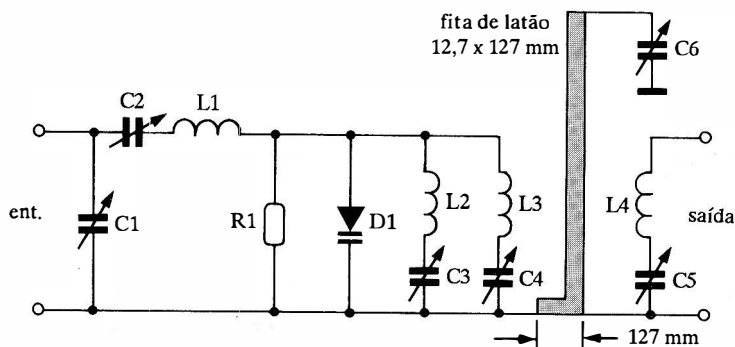 fita de latão
12,7 x 127 mm
C6
C2
L1
ent.
C1
R1
D1
L2
L3
L4
saída
C3
C4
C5
127 mm